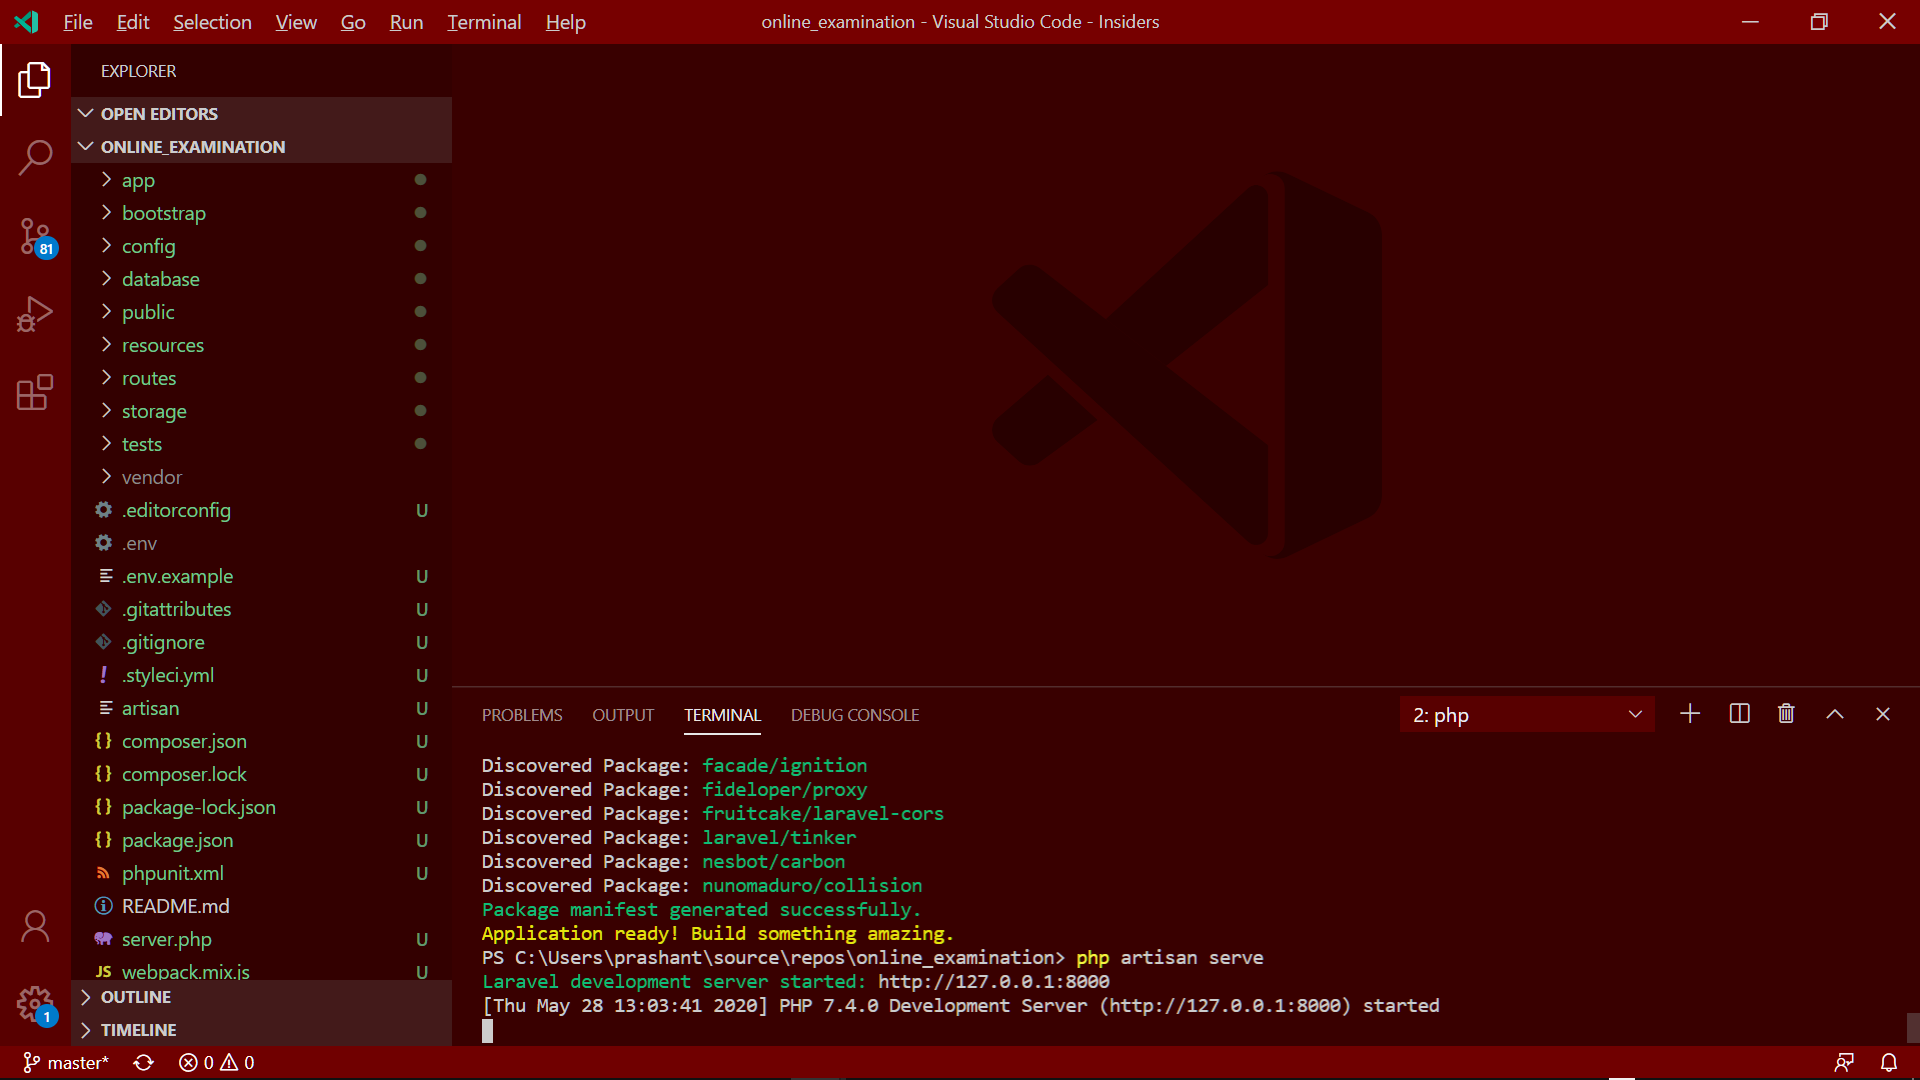 File Edit Selection View Go Run Terminal Help
online_examination - Visual Studio Code - Insiders
EXPLORER
OPEN EDITORS
ONLINE_EXAMINATION
app
bootstrap
config
database
public
resources
routes
storage
tests
vendor
.editorconfig U
.env
.env.example U
.gitattributes U
.gitignore U
! .styleci.yml U
artisan U
{} composer.json U
{} composer.lock U
{} package-lock.json U
{} package.json U
phpunit.xml U
README.md
server.php U
JS webpack.mix.js U
OUTLINE
TIMELINE
81
1
PROBLEMS OUTPUT TERMINAL DEBUG CONSOLE
2: php
Discovered Package: facade/ignition
Discovered Package: fideloper/proxy
Discovered Package: fruitcake/laravel-cors
Discovered Package: laravel/tinker
Discovered Package: nesbot/carbon
Discovered Package: nunomaduro/collision
Package manifest generated successfully.
Application ready! Build something amazing.
PS C:\Users\prashant\source\repos\online_examination> php artisan serve
Laravel development server started: http://127.0.0.1:8000
[Thu May 28 13:03:41 2020] PHP 7.4.0 Development Server (http://127.0.0.1:8000) started
master* 0 0